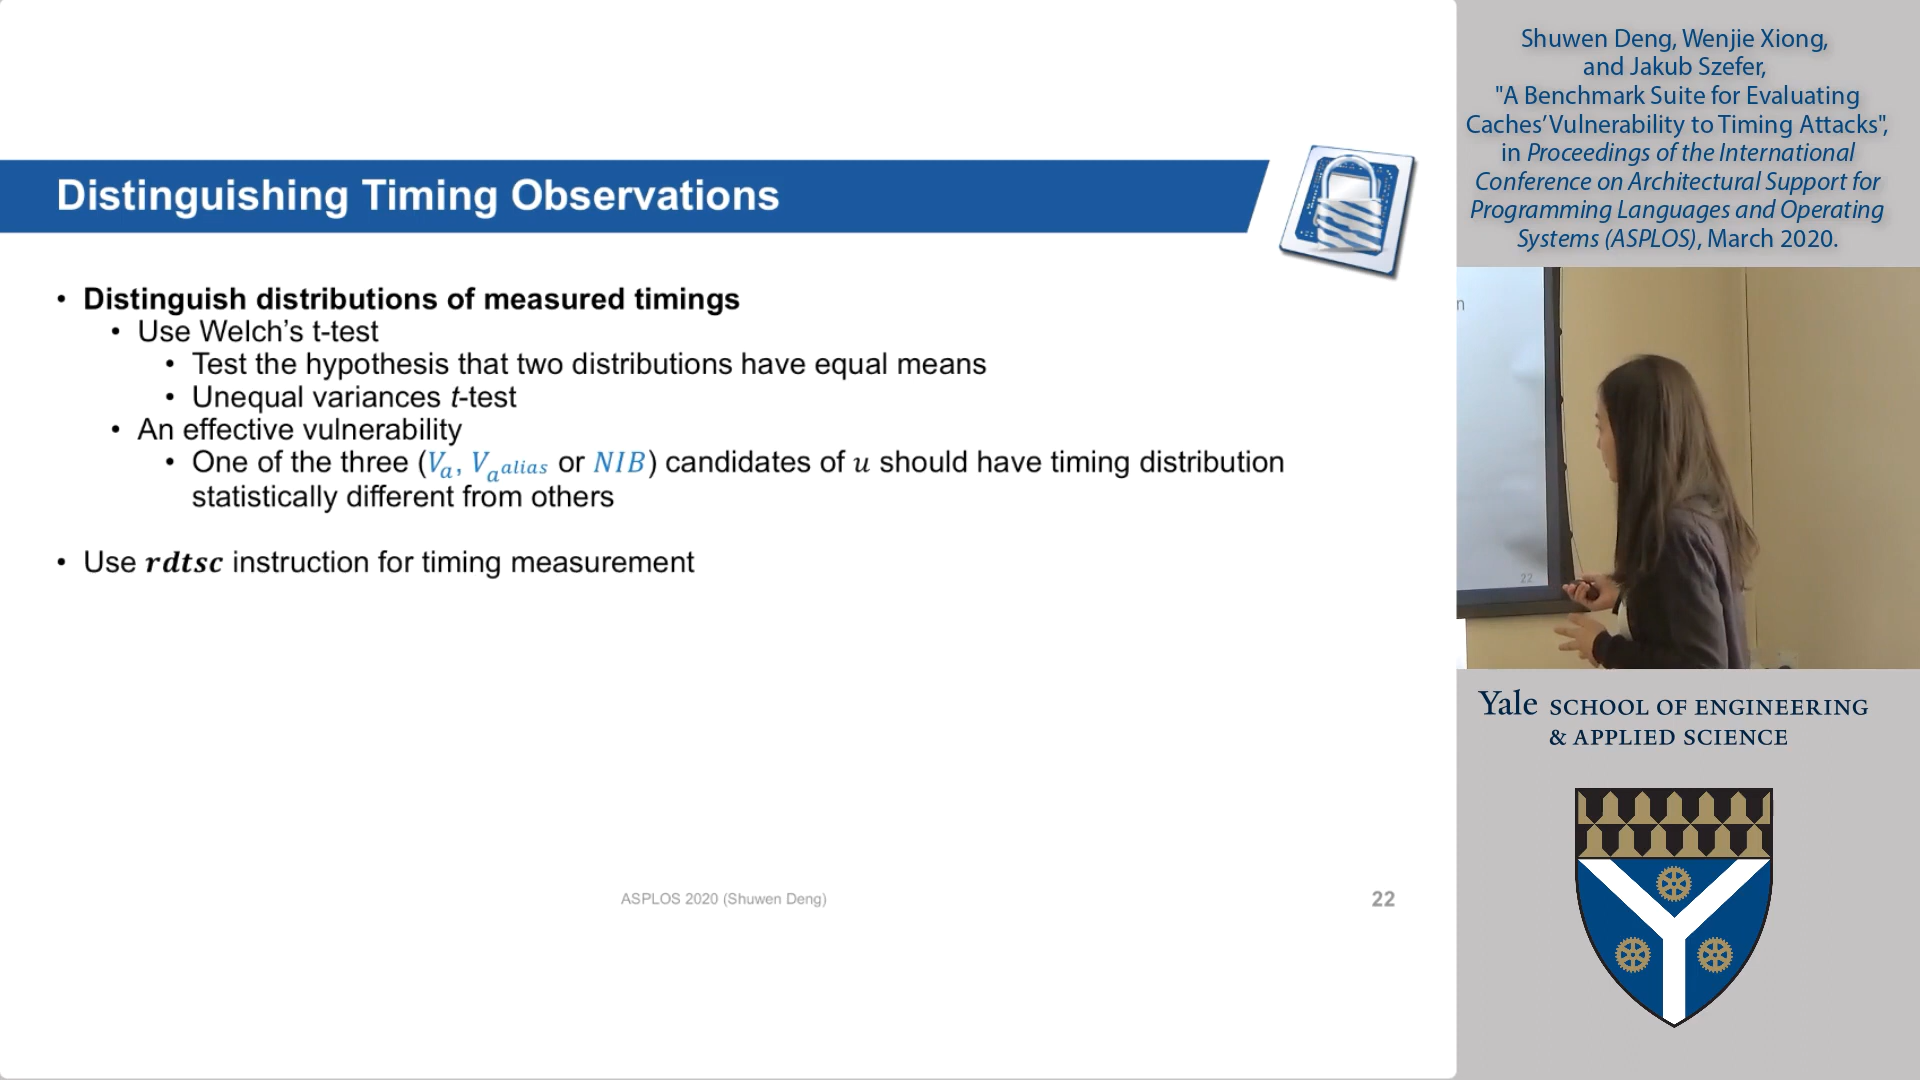 Distinguishing Timing Observations
• Distinguish distributions of measured timings
• Use Welch’s t-test
• Test the hypothesis that two distributions have equal means
• Unequal variances t-test
• An effective vulnerability
• One of the three (Va, Vaalias or NIB) candidates of u should have timing distribution
statistically different from others
• Use rdtsc instruction for timing measurement
ASPLOS 2020 (Shuwen Deng)
22
Shuwen Deng, Wenjie Xiong,
and Jakub Szefer,
"A Benchmark Suite for Evaluating
Caches’ Vulnerability to Timing Attacks",
in Proceedings of the International
Conference on Architectural Support for
Programming Languages and Operating
Systems (ASPLOS), March 2020.
n
22
Yale SCHOOL OF ENGINEERING
& APPLIED SCIENCE